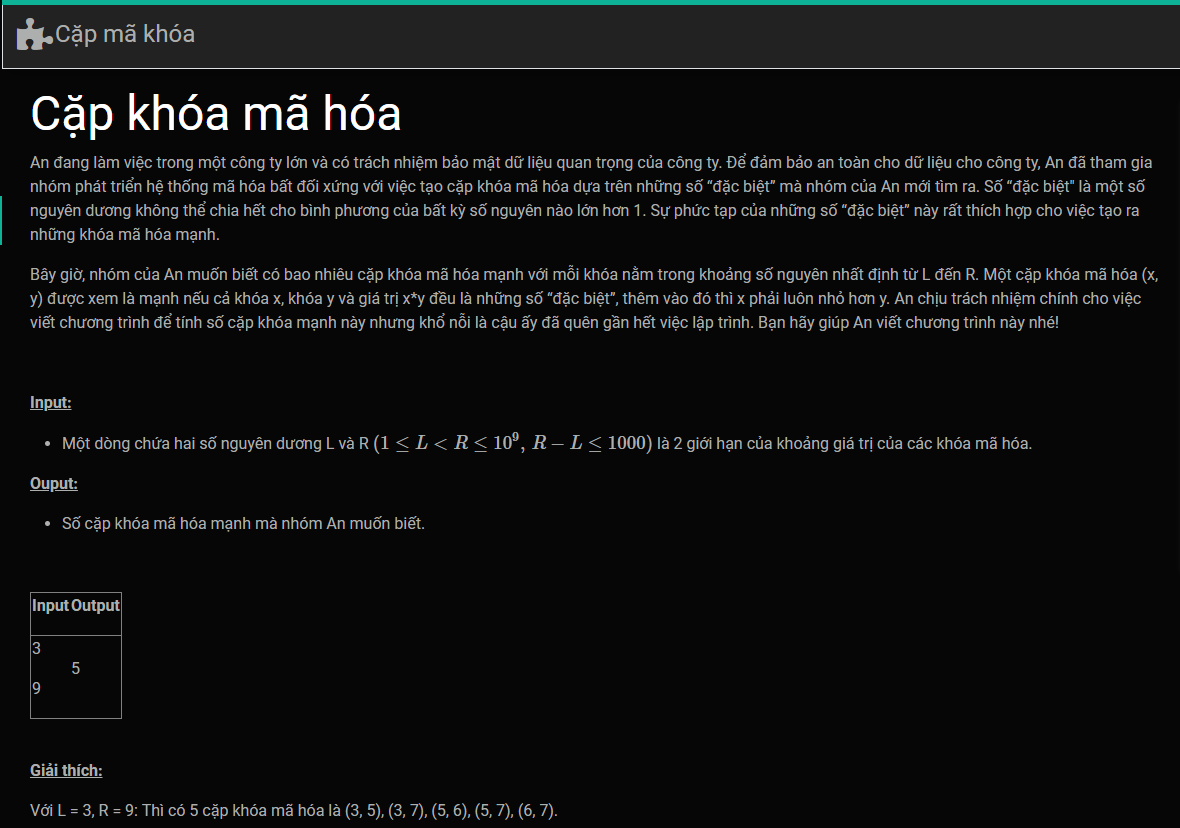 Cặp mã khóa
Cặp khóa mã hóa
An đang làm việc trong một công ty lớn và có trách nhiệm bảo mật dữ liệu quan trọng của công ty. Để đảm bảo an toàn cho dữ liệu cho công ty, An đã tham gia
nhóm phát triển hệ thống mã hóa bất đối xứng với việc tạo cặp khóa mã hóa dựa trên những số “đặc biệt” mà nhóm của An mới tìm ra. Số “đặc biệt" là một số
nguyên dương không thể chia hết cho bình phương của bất kỳ số nguyên nào lớn hơn 1. Sự phức tạp của những số “đặc biệt” này rất thích hợp cho việc tạo ra
những khóa mã hóa mạnh.
Bây giờ, nhóm của An muốn biết có bao nhiêu cặp khóa mã hóa mạnh với mỗi khóa nằm trong khoảng số nguyên nhất định từ L đến R. Một cặp khóa mã hóa (x,
y) được xem là mạnh nếu cả khóa x, khóa y và giá trị x*y đều là những số “đặc biệt”, thêm vào đó thì x phải luôn nhỏ hơn y. An chịu trách nhiệm chính cho việc
viết chương trình để tính số cặp khóa mạnh này nhưng khổ nỗi là cậu ấy đã quên gần hết việc lập trình. Bạn hãy giúp An viết chương trình này nhé!
Input:
• Một dòng chứa hai số nguyên dương L và R (1 ≤ L < R ≤ 10⁹, R − L ≤ 1000) là 2 giới hạn của khoảng giá trị của các khóa mã hóa.
Ouput:
• Số cặp khóa mã hóa mạnh mà nhóm An muốn biết.
Input Output
3
5
9
Giải thích:
Với L = 3, R = 9: Thì có 5 cặp khóa mã hóa là (3, 5), (3, 7), (5, 6), (5, 7), (6, 7).